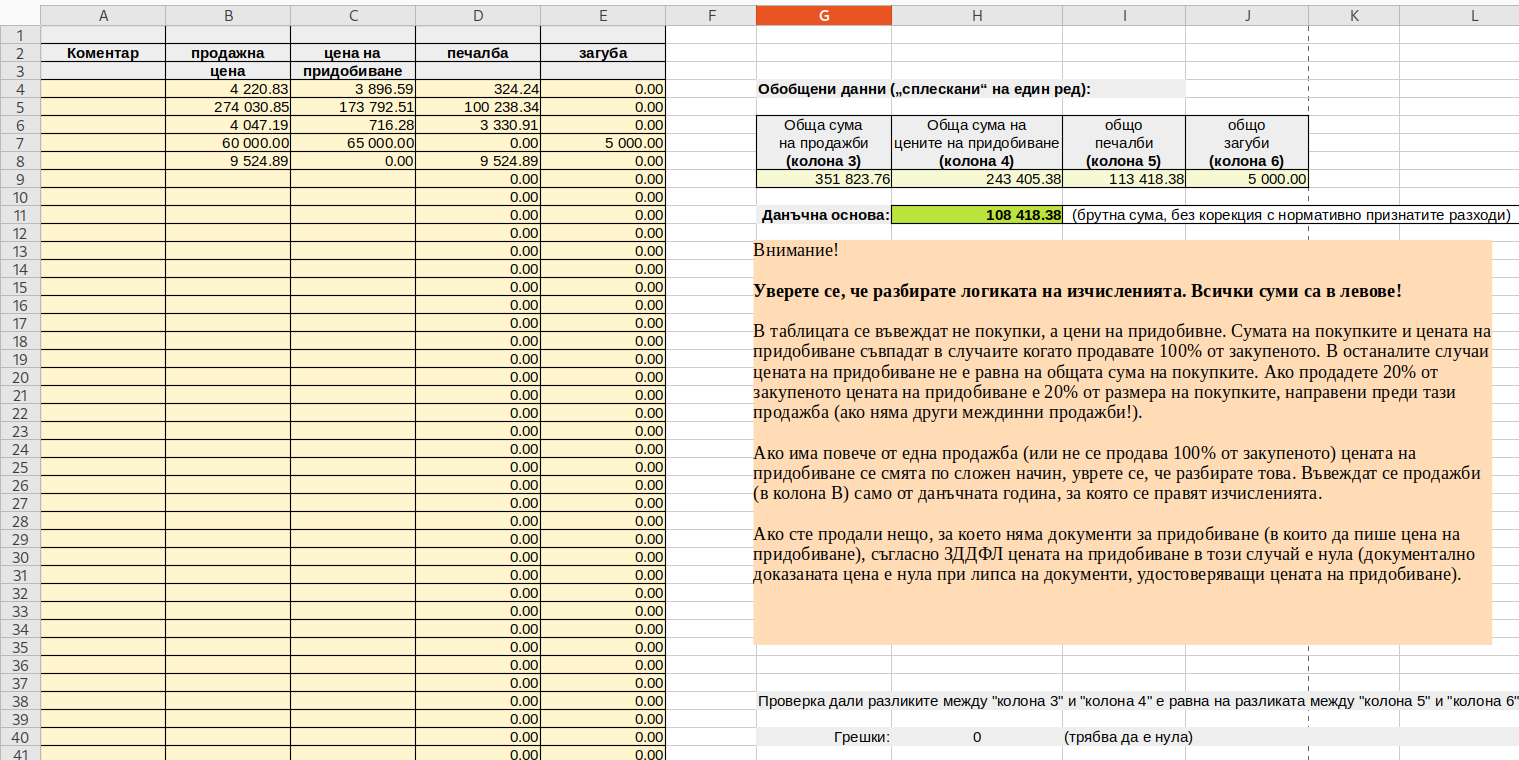 A B C D E F G H I J K L
1
2 Коментар продажна цена на печалба загуба
3 цена придобиване
4 4 220.83 3 896.59 324.24 0.00 Обобщени данни („сплескани“ на един ред):
5 274 030.85 173 792.51 100 238.34 0.00
6 4 047.19 716.28 3 330.91 0.00 Обща сума Обща сума на общо общо
7 60 000.00 65 000.00 0.00 5 000.00 на продажби цените на придобиване печалби загуби
8 9 524.89 0.00 9 524.89 0.00 (колона 3) (колона 4) (колона 5) (колона 6)
9 0.00 0.00 351 823.76 243 405.38 113 418.38 5 000.00
10 0.00 0.00
11 0.00 0.00 Данъчна основа: 108 418.38 (брутна сума, без корекция с нормативно признатите разходи)
12 0.00 0.00
13 0.00 0.00
14 0.00 0.00
15 0.00 0.00
16 0.00 0.00
17 0.00 0.00
18 0.00 0.00
19 0.00 0.00
20 0.00 0.00
21 0.00 0.00
22 0.00 0.00
23 0.00 0.00
24 0.00 0.00
25 0.00 0.00
26 0.00 0.00
27 0.00 0.00
28 0.00 0.00
29 0.00 0.00
30 0.00 0.00
31 0.00 0.00
32 0.00 0.00
33 0.00 0.00
34 0.00 0.00
35 0.00 0.00
Внимание!
Уверете се, че разбирате логиката на изчисленията. Всички суми са в левове!
В таблицата се въвеждат не покупки, а цени на придобивне. Сумата на покупките и цената на
придобиване съвпадат в случаите когато продавате 100% от закупеното. В останалите случаи
цената на придобиване не е равна на общата сума на покупките. Ако продадете 20% от
закупеното цената на придобиване е 20% от размера на покупките, направени преди тази
продажба (ако няма други междинни продажби!).
Ако има повече от една продажба (или не се продава 100% от закупеното) цената на
придобиване се смята по сложен начин, уврете се, че разбирате това. Въвеждат се продажби
(в колона B) само от данъчната година, за която се правят изчисленията.
Ако сте продали нещо, за което няма документи за придобиване (в които да пише цена на
придобиване), съгласно ЗДДФЛ цената на придобиване в този случай е нула (документално
доказаната цена е нула при липса на документи, удостоверяващи цената на придобиване).
36 0.00 0.00
37 0.00 0.00
38 0.00 0.00 Проверка дали разликите между "колона 3" и "колона 4" е равна на разликата между "колона 5" и "колона 6"
39 0.00 0.00
40 0.00 0.00 Грешки: 0 (трябва да е нула)
41 0.00 0.00